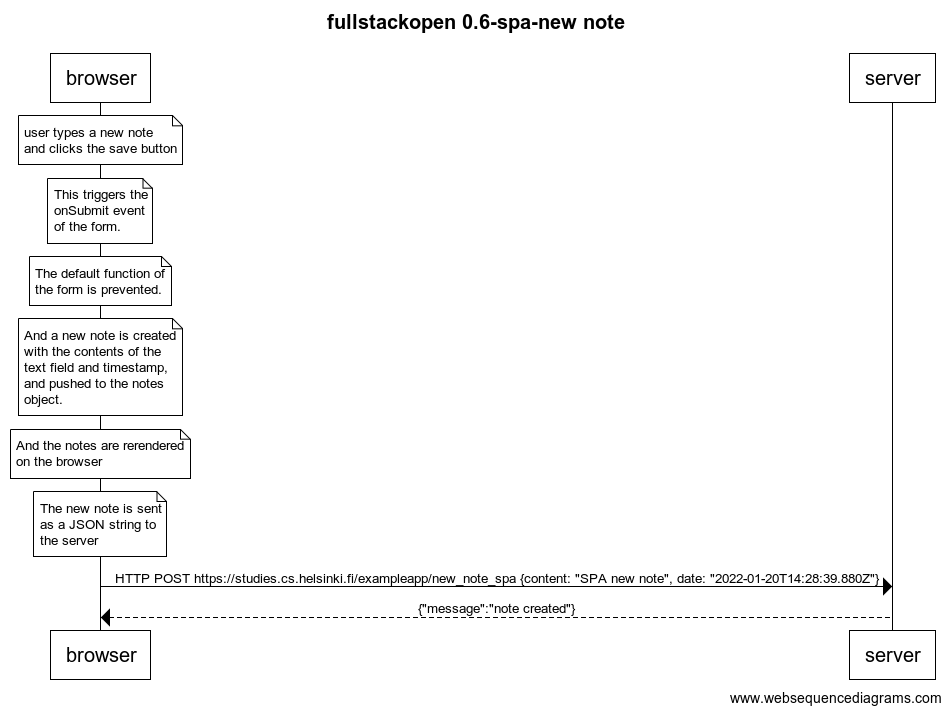 fullstackopen 0.6-spa-new note
browser
server
user types a new note
and clicks the save button
This triggers the
onSubmit event
of the form.
The default function of
the form is prevented.
And a new note is created
with the contents of the
text field and timestamp,
and pushed to the notes
object.
And the notes are rerendered
on the browser
The new note is sent
as a JSON string to
the server
HTTP POST https://studies.cs.helsinki.fi/exampleapp/new_note_spa {content: "SPA new note", date: "2022-01-20T14:28:39.880Z"}
{"message":"note created"}
browser
server
www.websequencediagrams.com